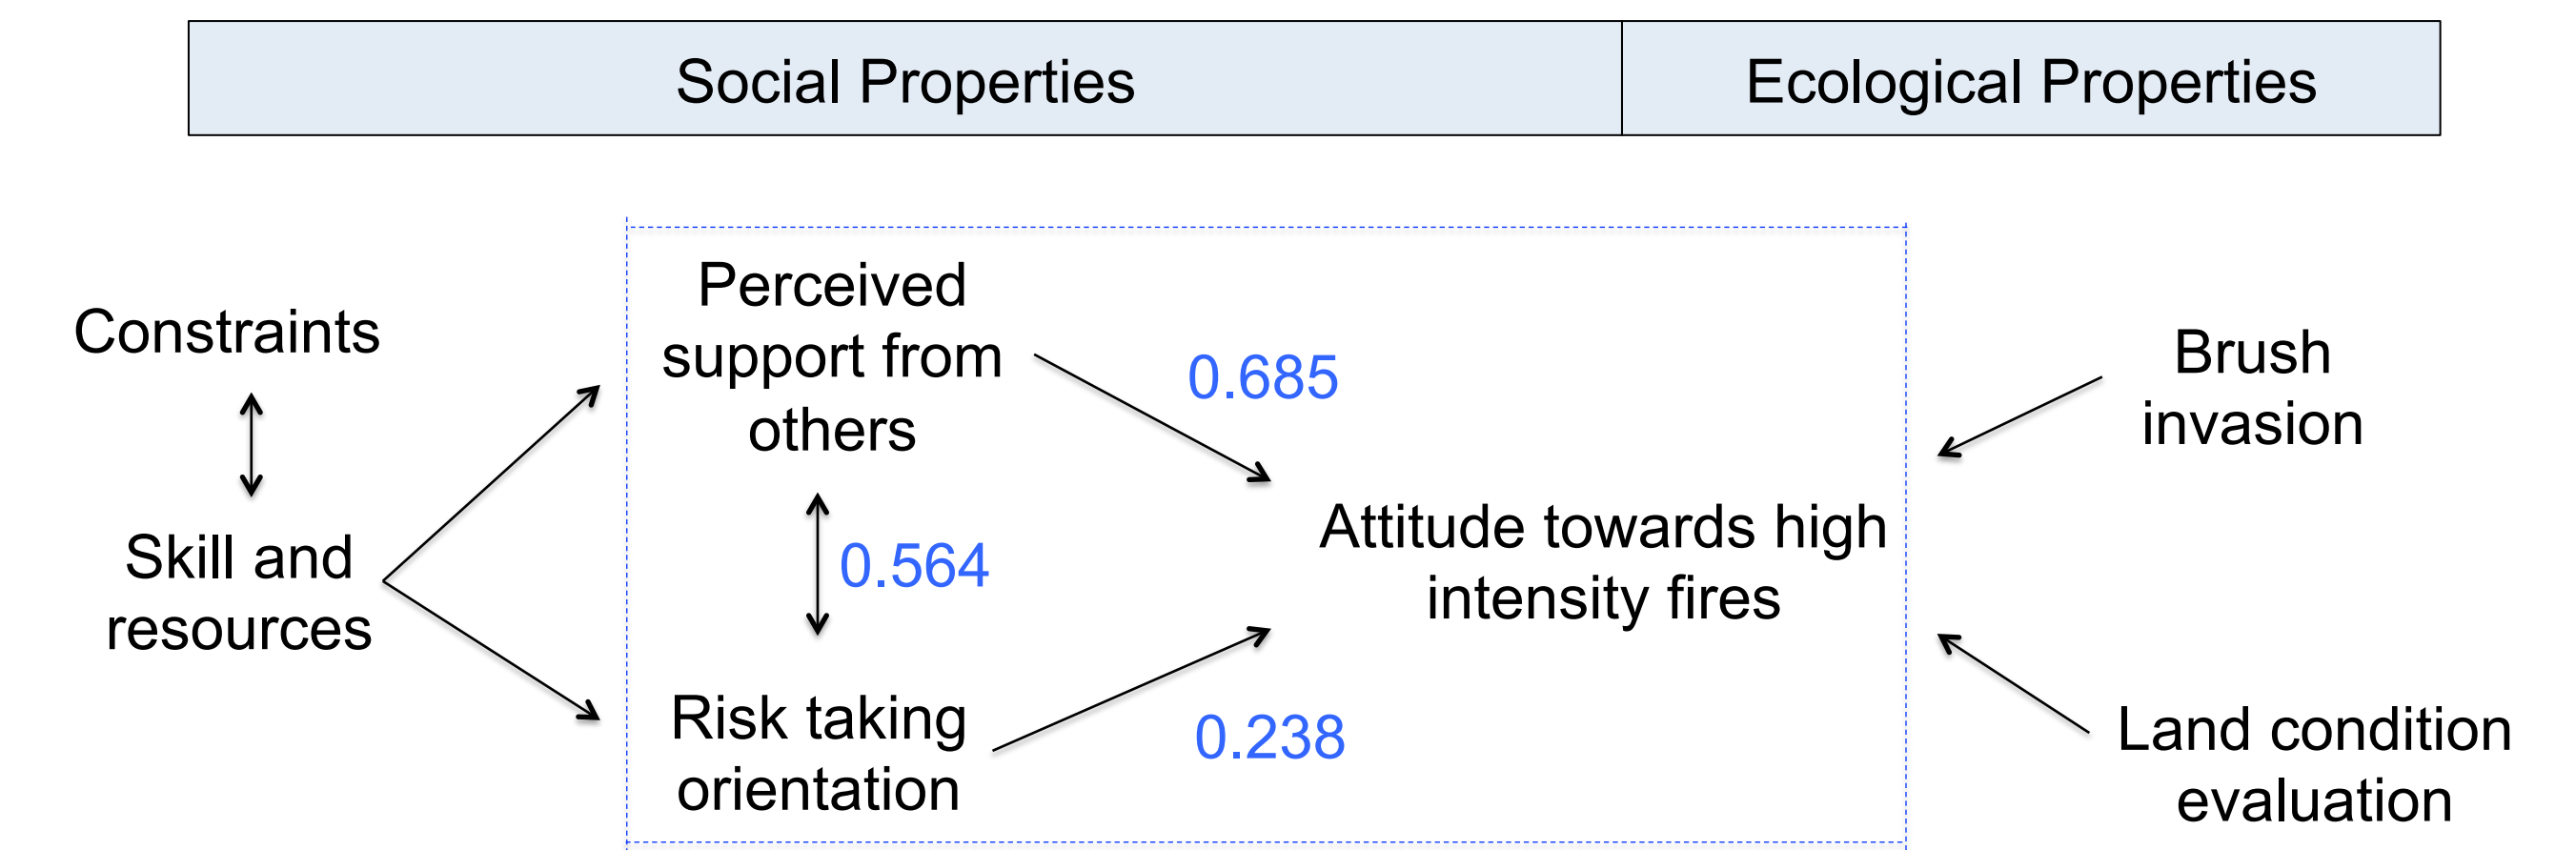 Social Properties
Ecological Properties
Constraints
Skill and
resources
Perceived
support from
others
0.564
Risk taking
orientation
0.685
0.238
Attitude towards high
intensity fires
Brush
invasion
Land condition
evaluation